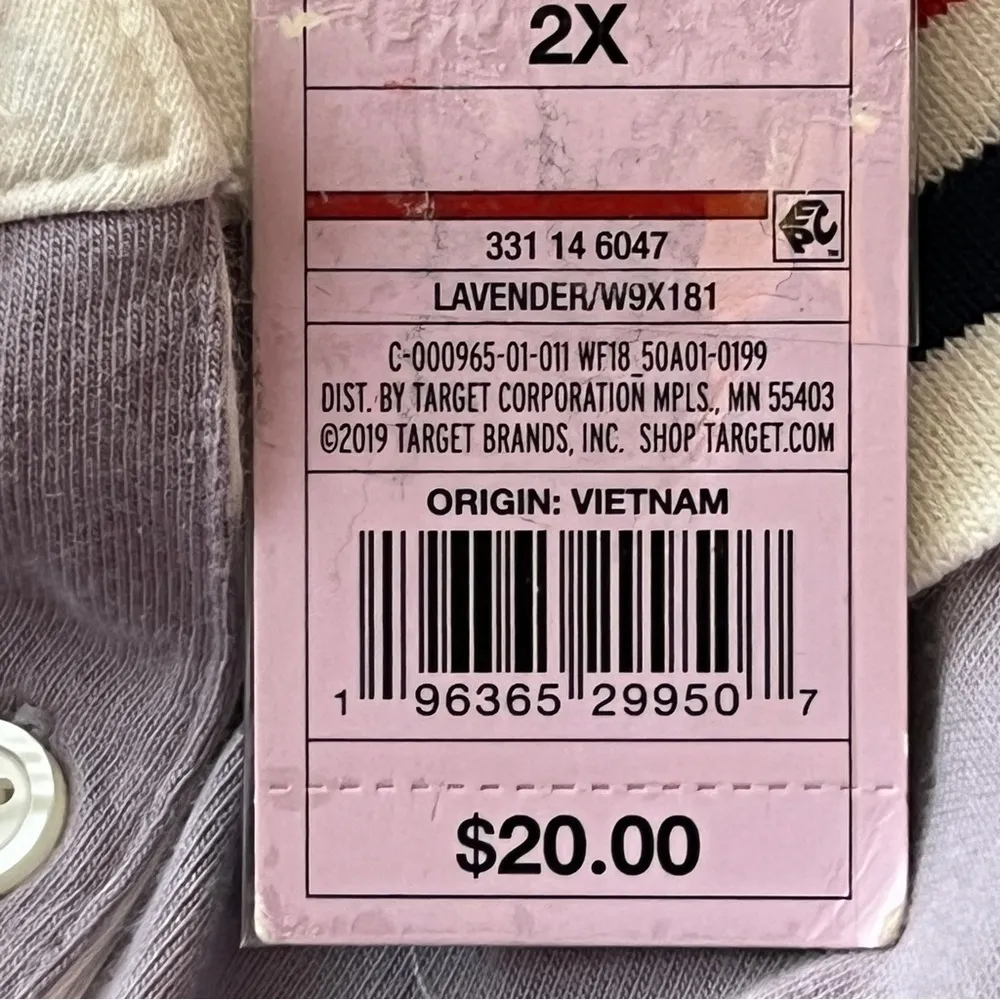 2X
EPC™
331 14 6047
LAVENDER/W9X181
C-000965-01-011 WF18_50A01-0199
DIST. BY TARGET CORPORATION MPLS., MN 55403
©2019 TARGET BRANDS, INC. SHOP TARGET.COM
ORIGIN: VIETNAM
1 96365 29950 7
$20.00